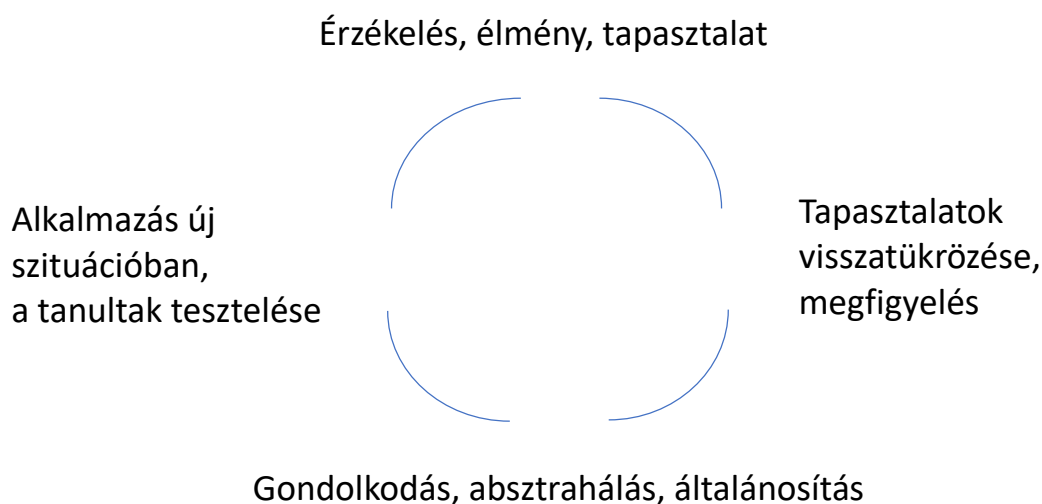 Érzékelés, élmény, tapasztalat
Alkalmazás új
szituációban,
a tanultak tesztelése
Tapasztalatok
visszatükrözése,
megfigyelés
Gondolkodás, absztrahálás, általánosítás